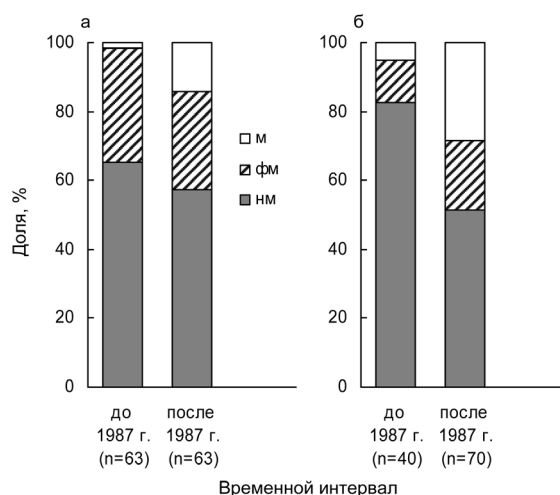 а
б
100
80
60
40
20
0
Доля, %
м
фм
нм
100
80
60
40
20
0
до
1987 г.
(n=63)
после
1987 г.
(n=63)
до
1987 г.
(n=40)
после
1987 г.
(n=70)
Временной интервал